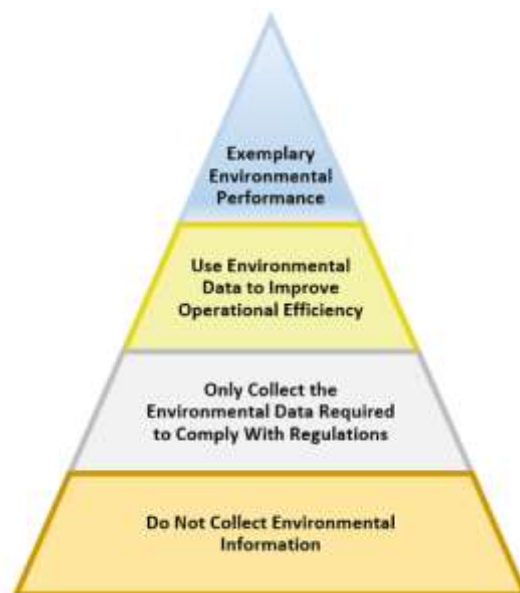 Exemplary
Environmental
Performance
Use Environmental
Data to Improve
Operational Efficiency
Only Collect the
Environmental Data Required
to Comply With Regulations
Do Not Collect Environmental
Information